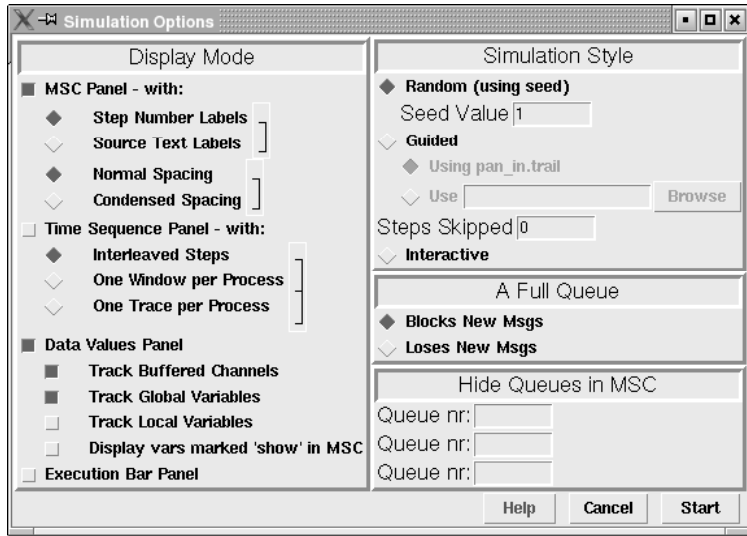 Simulation Options
Display Mode
MSC Panel - with:
Step Number Labels
Source Text Labels
Normal Spacing
Condensed Spacing
Time Sequence Panel - with:
Interleaved Steps
One Window per Process
One Trace per Process
Data Values Panel
Track Buffered Channels
Track Global Variables
Track Local Variables
Display vars marked 'show' in MSC
Execution Bar Panel
Simulation Style
Random (using seed)
Seed Value 1
Guided
Using pan_in.trail
Use Browse
Steps Skipped 0
Interactive
A Full Queue
Blocks New Msgs
Loses New Msgs
Hide Queues in MSC
Queue nr:
Queue nr:
Queue nr:
Help Cancel Start